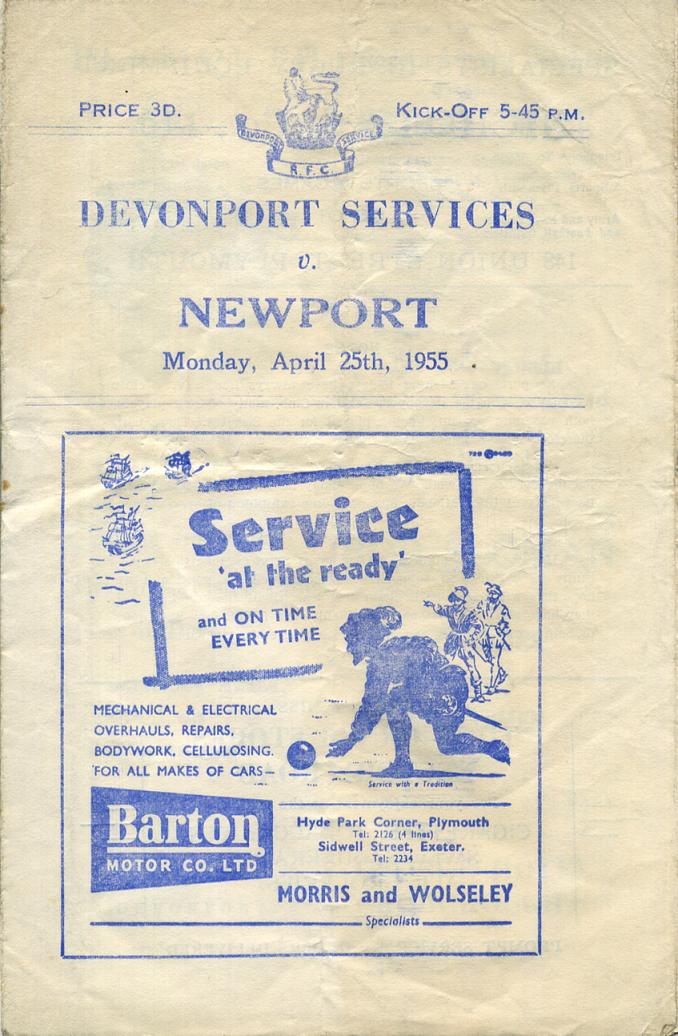 PRICE 3D.
KICK-OFF 5-45 P.M.
DEVONPORT SERVICES
R.F.C.
DEVONPORT SERVICES
v.
NEWPORT
Monday, April 25th, 1955
Service
'at the ready'
and ON TIME
EVERY TIME
MECHANICAL & ELECTRICAL
OVERHAULS, REPAIRS,
BODYWORK, CELLULOSING.
FOR ALL MAKES OF CARS—
Service with a Tradition
Barton
MOTOR CO. LTD
Hyde Park Corner, Plymouth
Tel: 2126 (4 lines)
Sidwell Street, Exeter.
Tel: 2234
MORRIS and WOLSELEY
Specialists